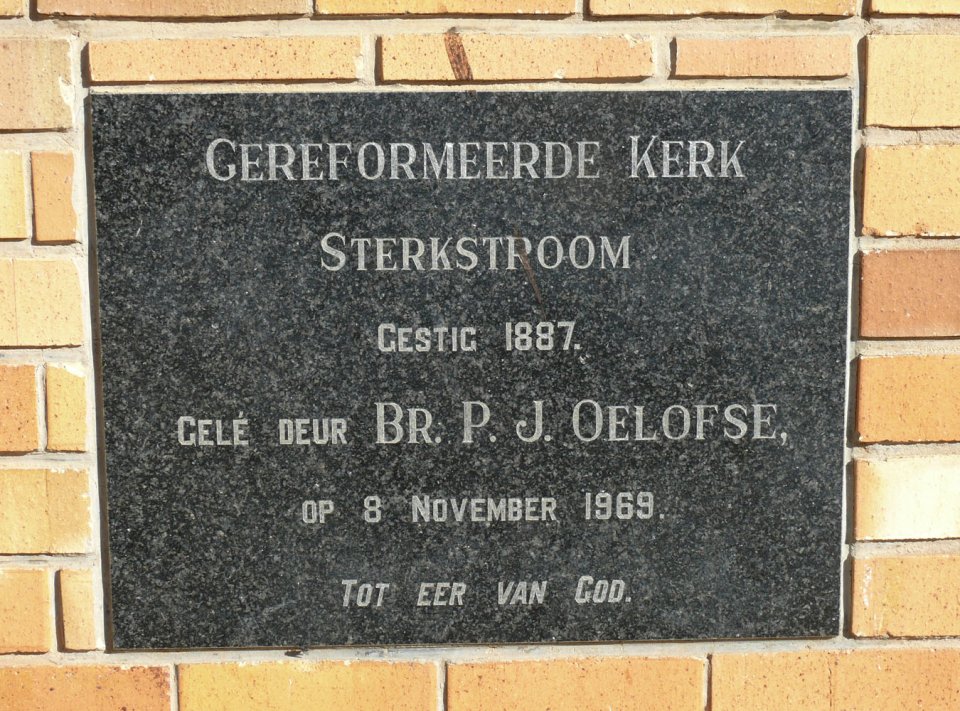 GEREFORMEERDE KERK
STERKSTROOM
GESTIG 1887.
GELÉ DEUR BR. P. J. OELOFSE,
OP 8 NOVEMBER 1969.
TOT EER VAN GOD.